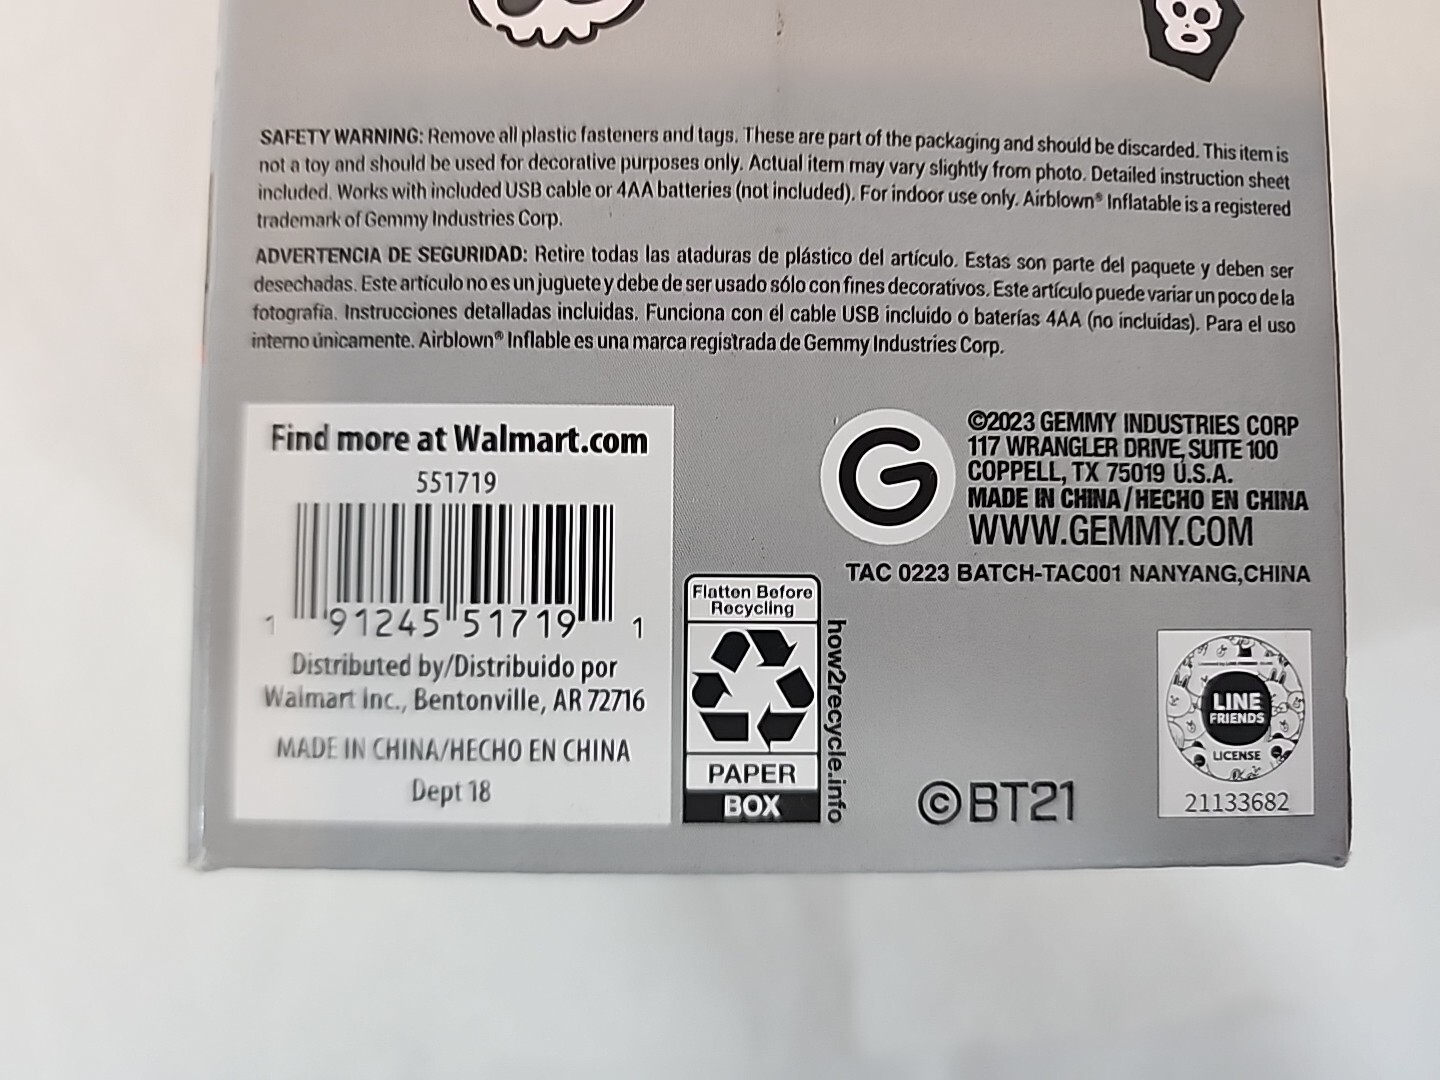 SAFETY WARNING: Remove all plastic fasteners and tags. These are part of the packaging and should be discarded. This item is
not a toy and should be used for decorative purposes only. Actual item may vary slightly from photo. Detailed instruction sheet
included. Works with included USB cable or 4AA batteries (not included). For indoor use only. Airblown® Inflatable is a registered
trademark of Gemmy Industries Corp.
ADVERTENCIA DE SEGURIDAD: Retire todas las ataduras de plástico del artículo. Estas son parte del paquete y deben ser
desechadas. Este artículo no es un juguete y debe de ser usado sólo con fines decorativos. Este artículo puede variar un poco de la
fotografía. Instrucciones detalladas incluidas. Funciona con el cable USB incluido o baterías 4AA (no incluidas). Para el uso
interno únicamente. Airblown® Inflable es una marca registrada de Gemmy Industries Corp.
Find more at Walmart.com
551719
1 91245 51719 1
Distributed by/Distribuido por
Walmart Inc., Bentonville, AR 72716
MADE IN CHINA/HECHO EN CHINA
Dept 18
Flatten Before
Recycling
PAPER
BOX
how2recycle.info
G
©2023 GEMMY INDUSTRIES CORP
117 WRANGLER DRIVE, SUITE 100
COPPELL, TX 75019 U.S.A.
MADE IN CHINA/HECHO EN CHINA
WWW.GEMMY.COM
TAC 0223 BATCH-TAC001 NANYANG,CHINA
©BT21
LINE
FRIENDS
LICENSE
21133682